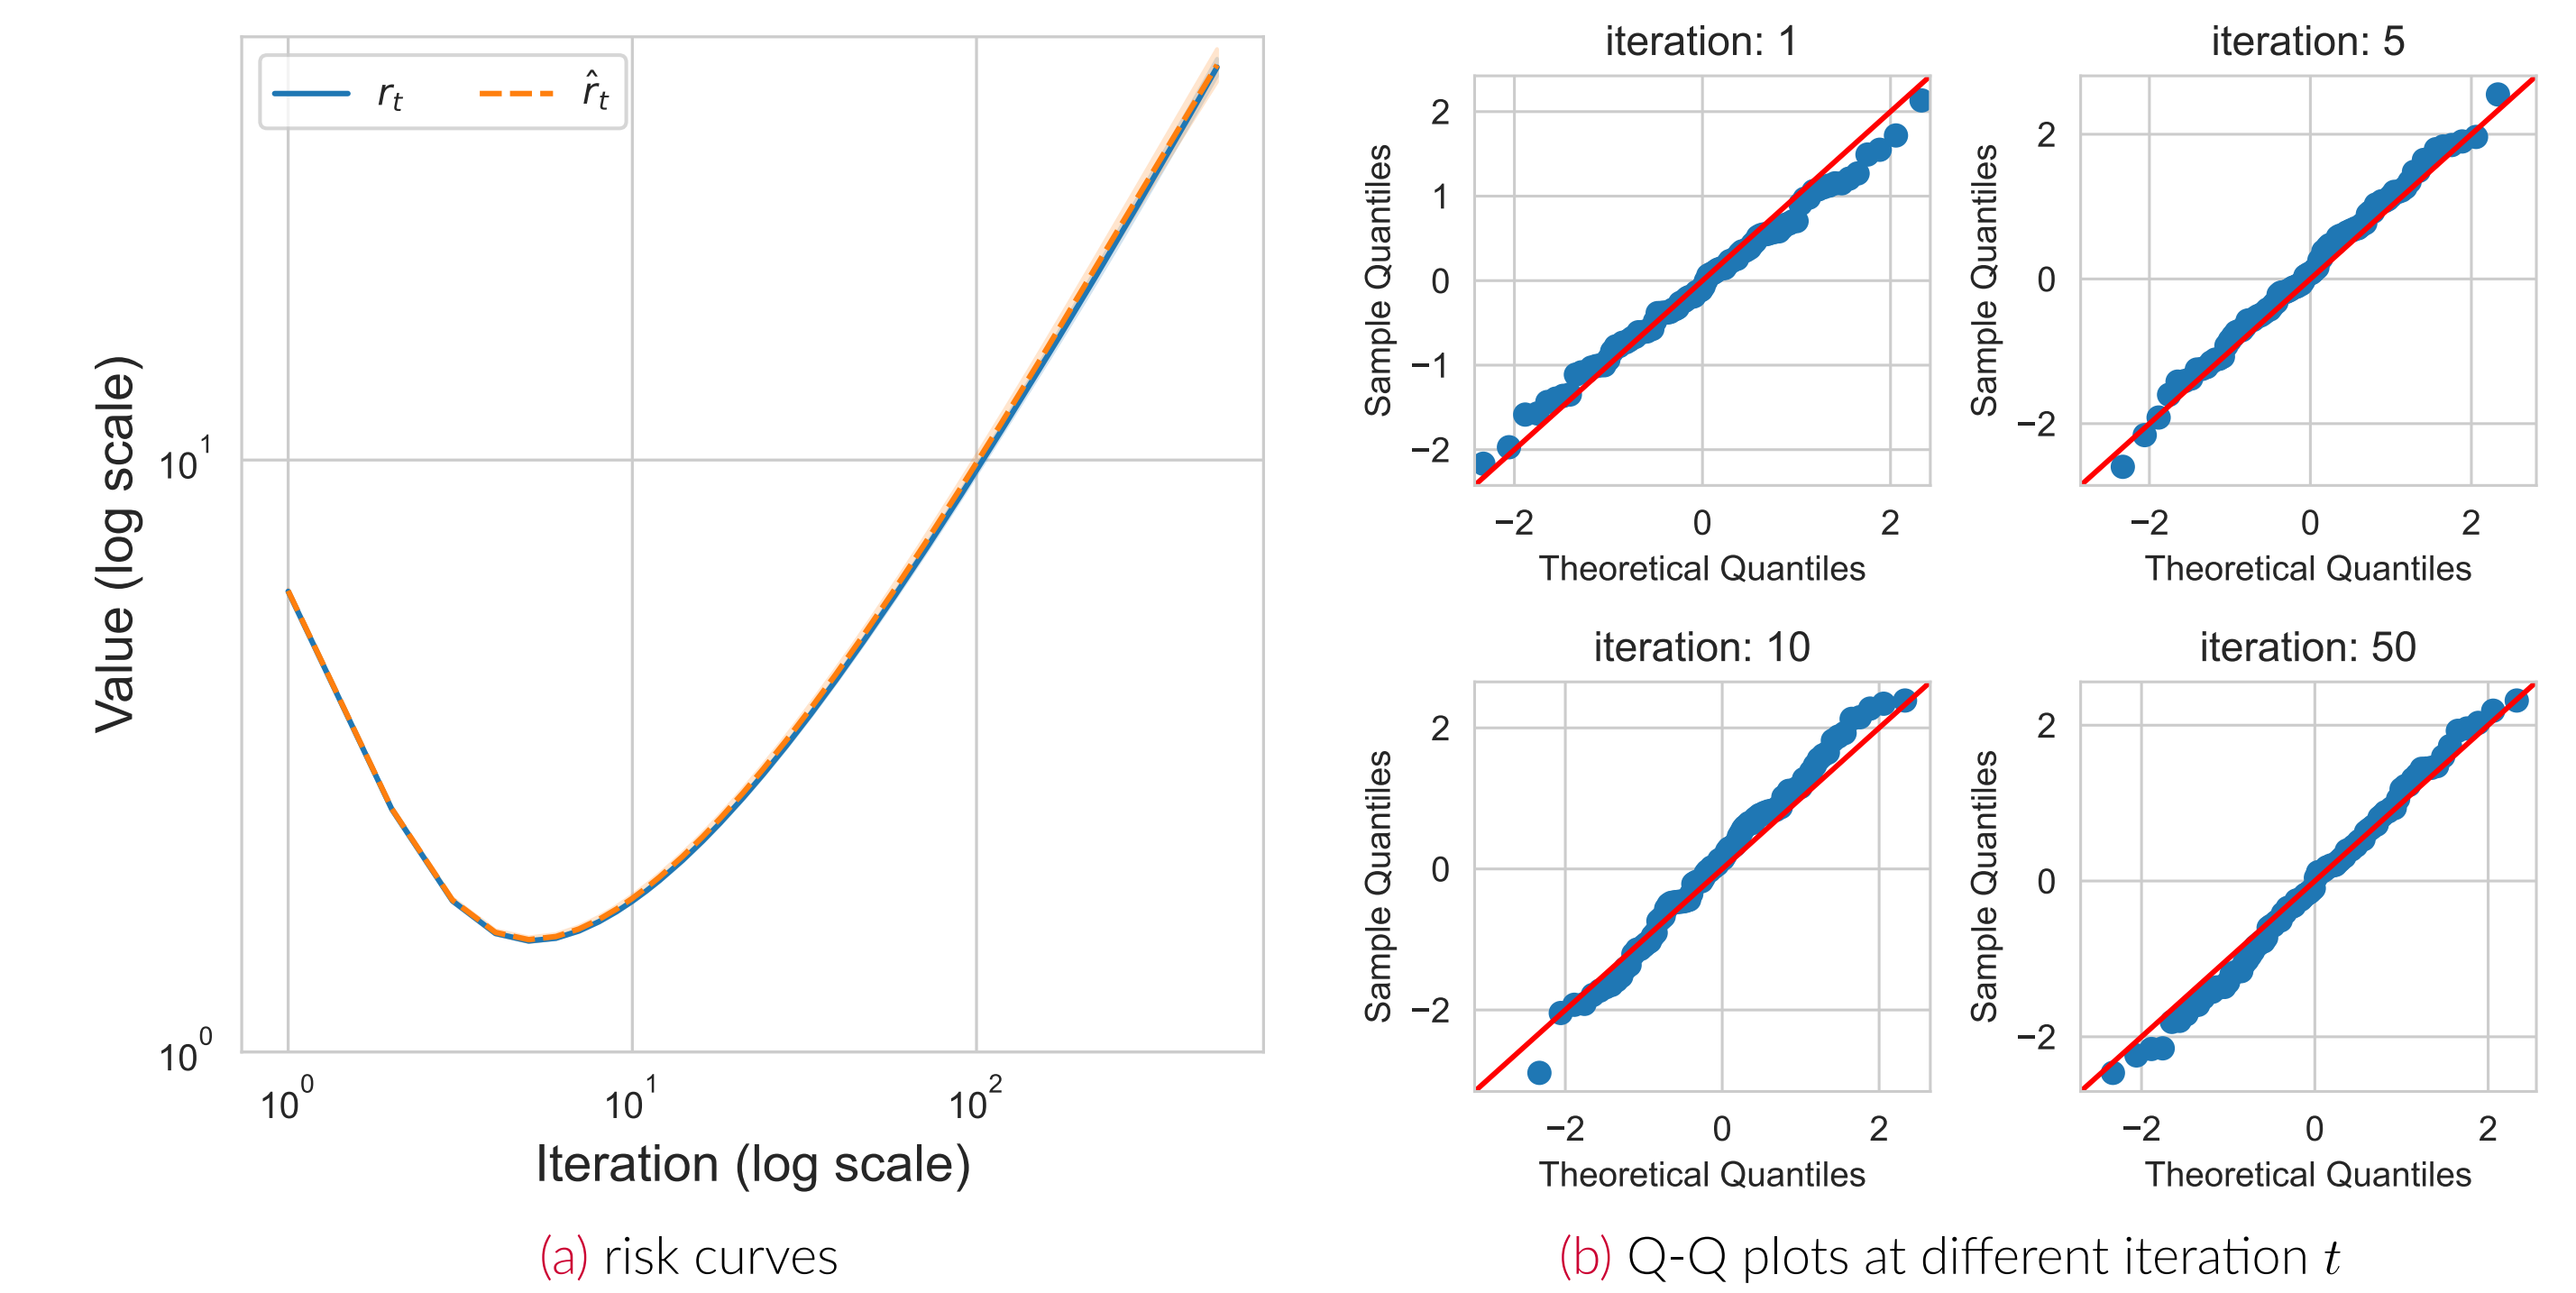 r_t
r̂_t
Value (log scale)
10^1
10^0
10^0
10^1
10^2
Iteration (log scale)
(a) risk curves
iteration: 1
Sample Quantiles
2
1
0
−1
−2
−2
0
2
Theoretical Quantiles
iteration: 5
Sample Quantiles
2
0
−2
−2
0
2
Theoretical Quantiles
iteration: 10
Sample Quantiles
2
0
−2
−2
0
2
Theoretical Quantiles
iteration: 50
Sample Quantiles
2
0
−2
−2
0
2
Theoretical Quantiles
(b) Q-Q plots at different iteration t